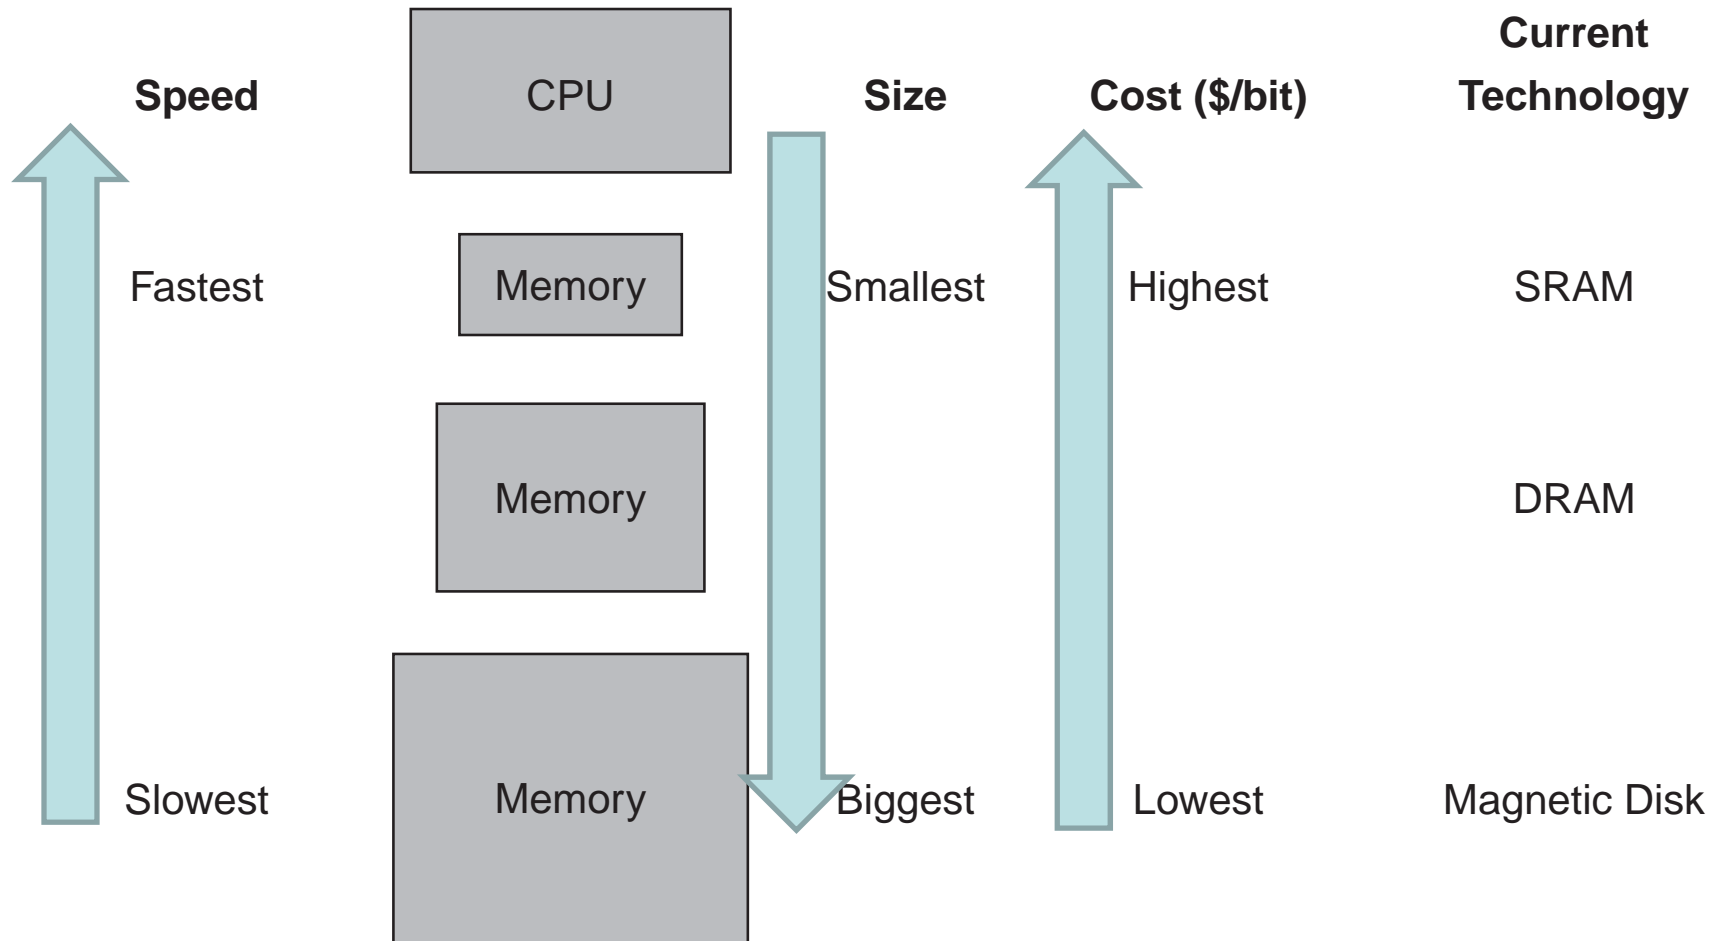 Current
Speed CPU Size Cost ($/bit) Technology
Fastest Memory Smallest Highest SRAM
Memory DRAM
Slowest Memory Biggest Lowest Magnetic Disk